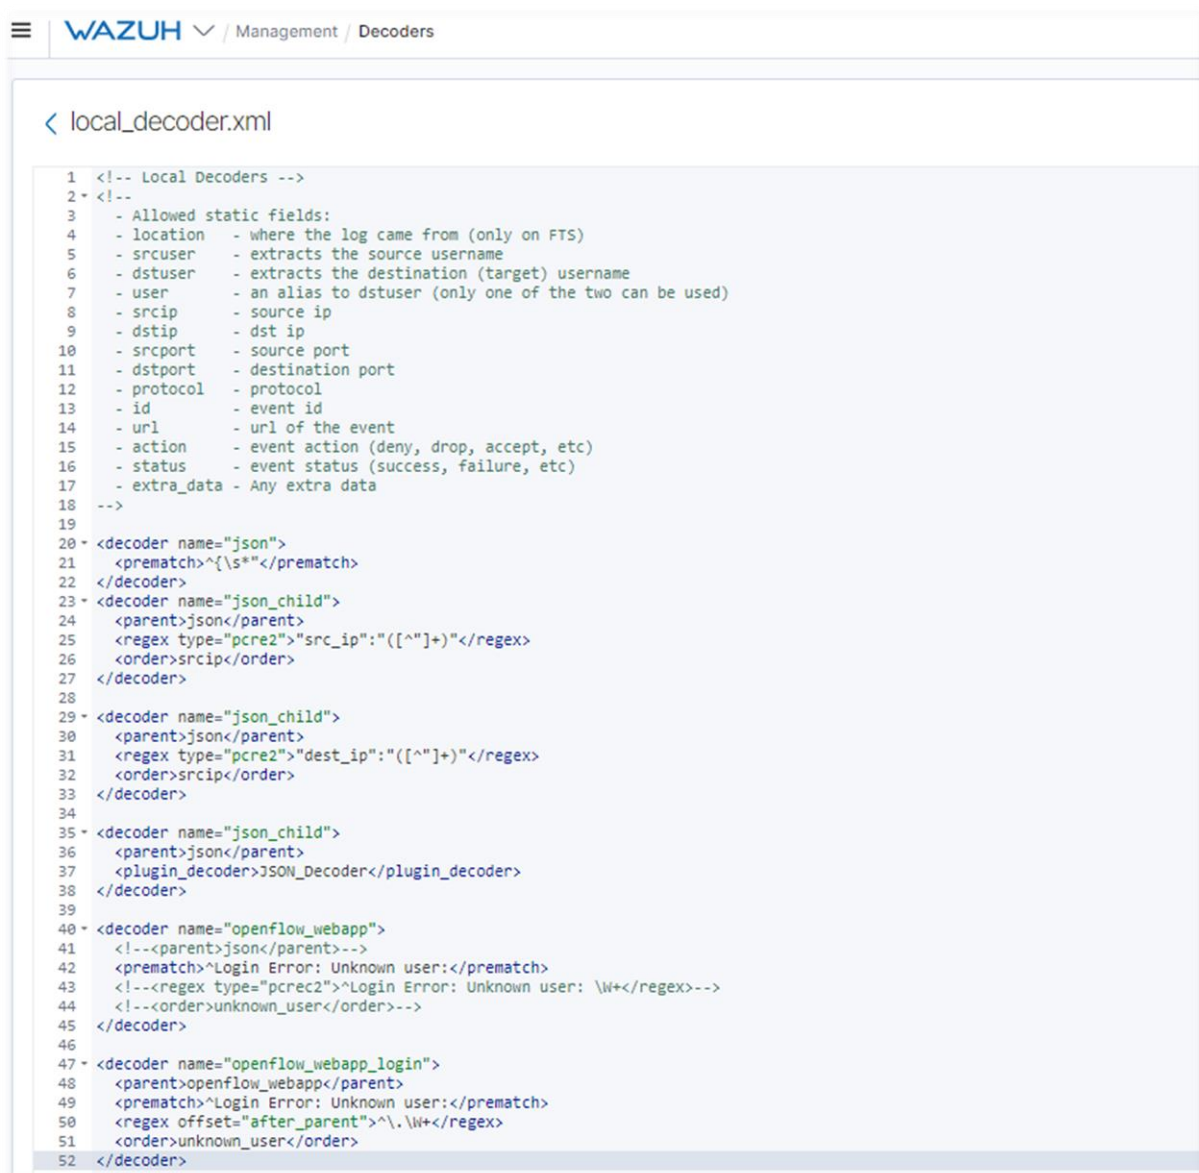 WAZUH / Management / Decoders
local_decoder.xml
1 <!-- Local Decoders -->
2 <!--
3 - Allowed static fields:
4 - location - where the log came from (only on FTS)
5 - srcuser - extracts the source username
6 - dstuser - extracts the destination (target) username
7 - user - an alias to dstuser (only one of the two can be used)
8 - srcip - source ip
9 - dstip - dst ip
10 - srcport - source port
11 - dstport - destination port
12 - protocol - protocol
13 - id - event id
14 - url - url of the event
15 - action - event action (deny, drop, accept, etc)
16 - status - event status (success, failure, etc)
17 - extra_data - Any extra data
18 -->
19
20 <decoder name="json">
21 <prematch>^{\s*"</prematch>
22 </decoder>
23 <decoder name="json_child">
24 <parent>json</parent>
25 <regex type="pcre2">"src_ip":"([^"]+)"</regex>
26 <order>srcip</order>
27 </decoder>
28
29 <decoder name="json_child">
30 <parent>json</parent>
31 <regex type="pcre2">"dest_ip":"([^"]+)"</regex>
32 <order>srcip</order>
33 </decoder>
34
35 <decoder name="json_child">
36 <parent>json</parent>
37 <plugin_decoder>JSON_Decoder</plugin_decoder>
38 </decoder>
39
40 <decoder name="openflow_webapp">
41 <!--<parent>json</parent>-->
42 <prematch>^Login Error: Unknown user:</prematch>
43 <!--<regex type="pcrec2">^Login Error: Unknown user: \W+</regex>-->
44 <!--<order>unknown_user</order>-->
45 </decoder>
46
47 <decoder name="openflow_webapp_login">
48 <parent>openflow_webapp</parent>
49 <prematch>^Login Error: Unknown user:</prematch>
50 <regex offset="after_parent">^\.\W+</regex>
51 <order>unknown_user</order>
52 </decoder>